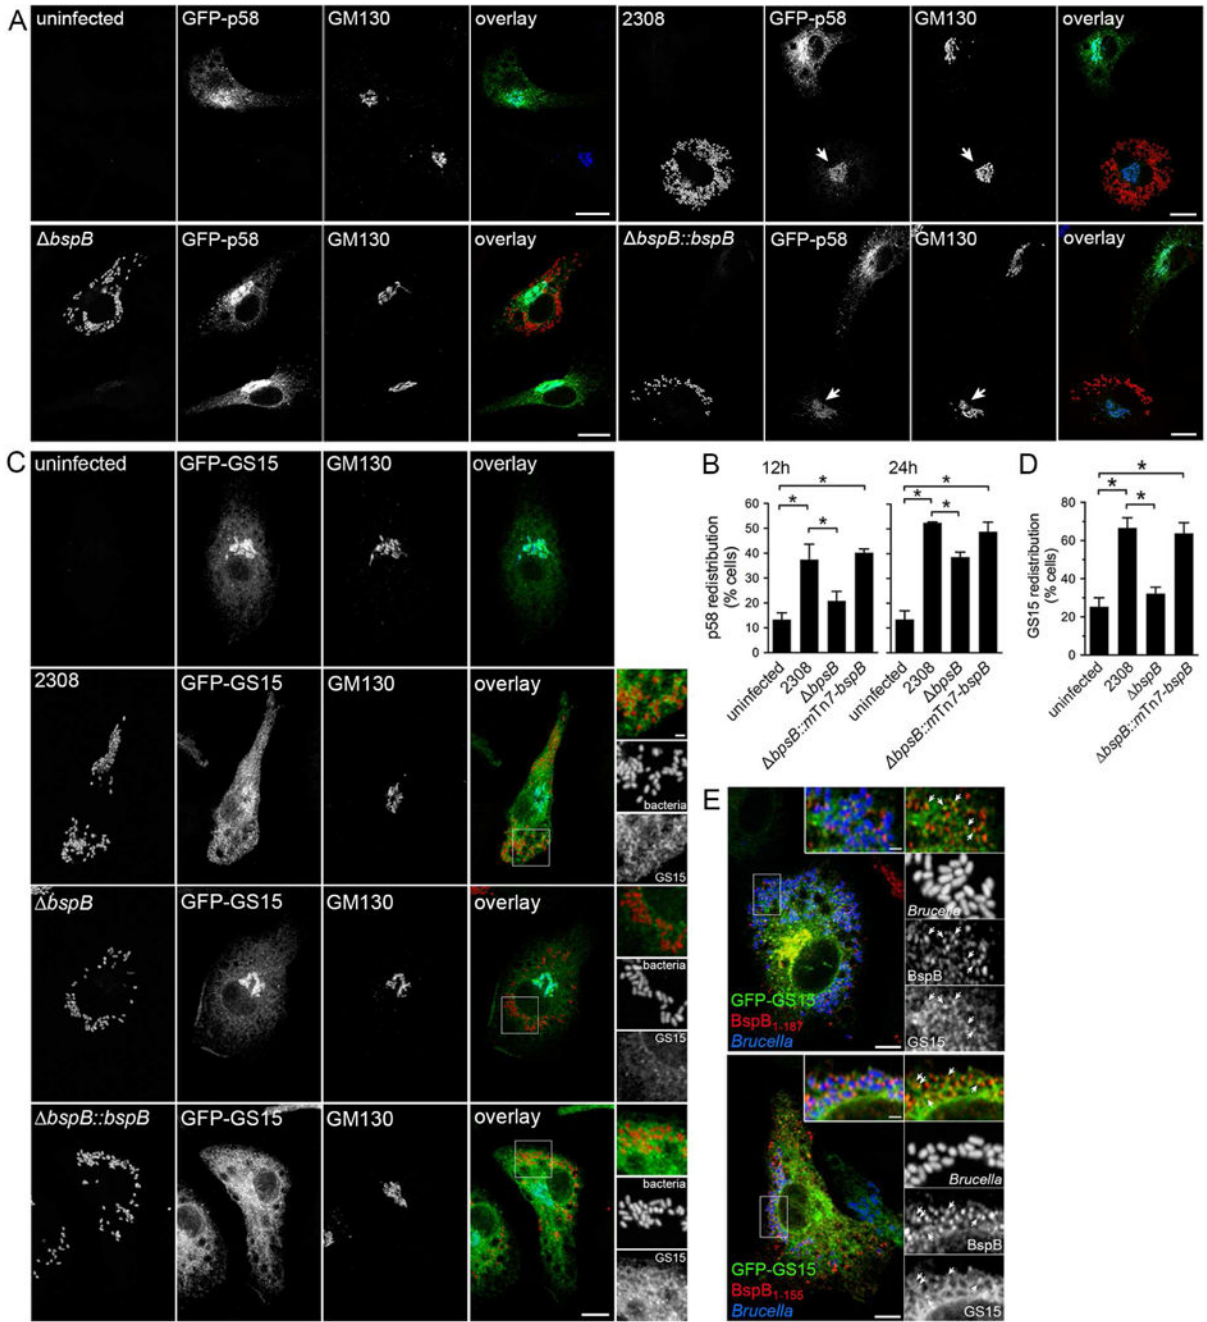 A
uninfected GFP-p58 GM130 overlay 2308 GFP-p58 GM130 overlay
ΔbspB GFP-p58 GM130 overlay ΔbspB::bspB GFP-p58 GM130 overlay
C
uninfected GFP-GS15 GM130 overlay
2308 GFP-GS15 GM130 overlay
bacteria
GS15
ΔbspB GFP-GS15 GM130 overlay
bacteria
GS15
ΔbspB::bspB GFP-GS15 GM130 overlay
bacteria
GS15
B
12h
p58 redistribution
(% cells)
60
50
40
30
20
10
0
* * *
uninfected
2308
ΔbpsB
ΔbpsB::mTn7-bspB
24h
* * *
uninfected
2308
ΔbpsB
ΔbpsB::mTn7-bspB
D
GS15 redistribution
(% cells)
80
60
40
20
0
* * *
uninfected
2308
ΔbspB
ΔbspB::mTn7-bspB
E
GFP-GS15
BspB1-187
Brucella
Brucella
BspB
GS15
GFP-GS15
BspB1-155
Brucella
Brucella
BspB
GS15